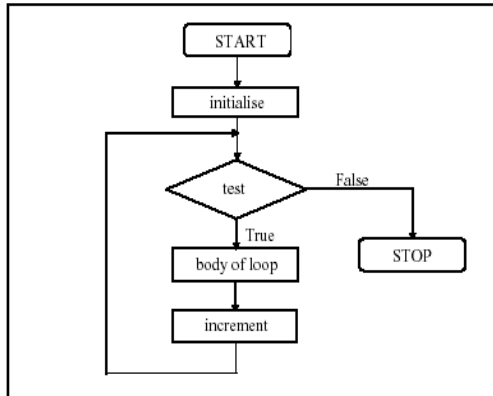 START
initialise
test
False
True
body of loop
STOP
increment